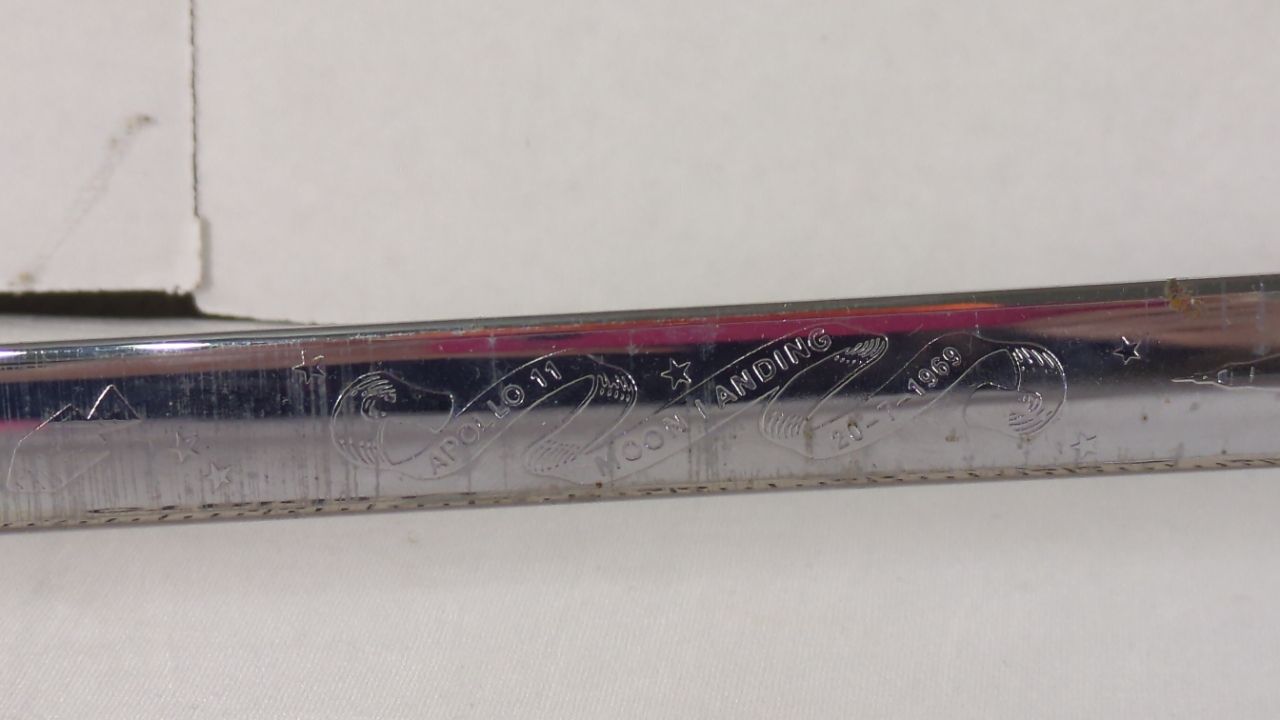 APOLLO 11
MOON LANDING
20-7-1969